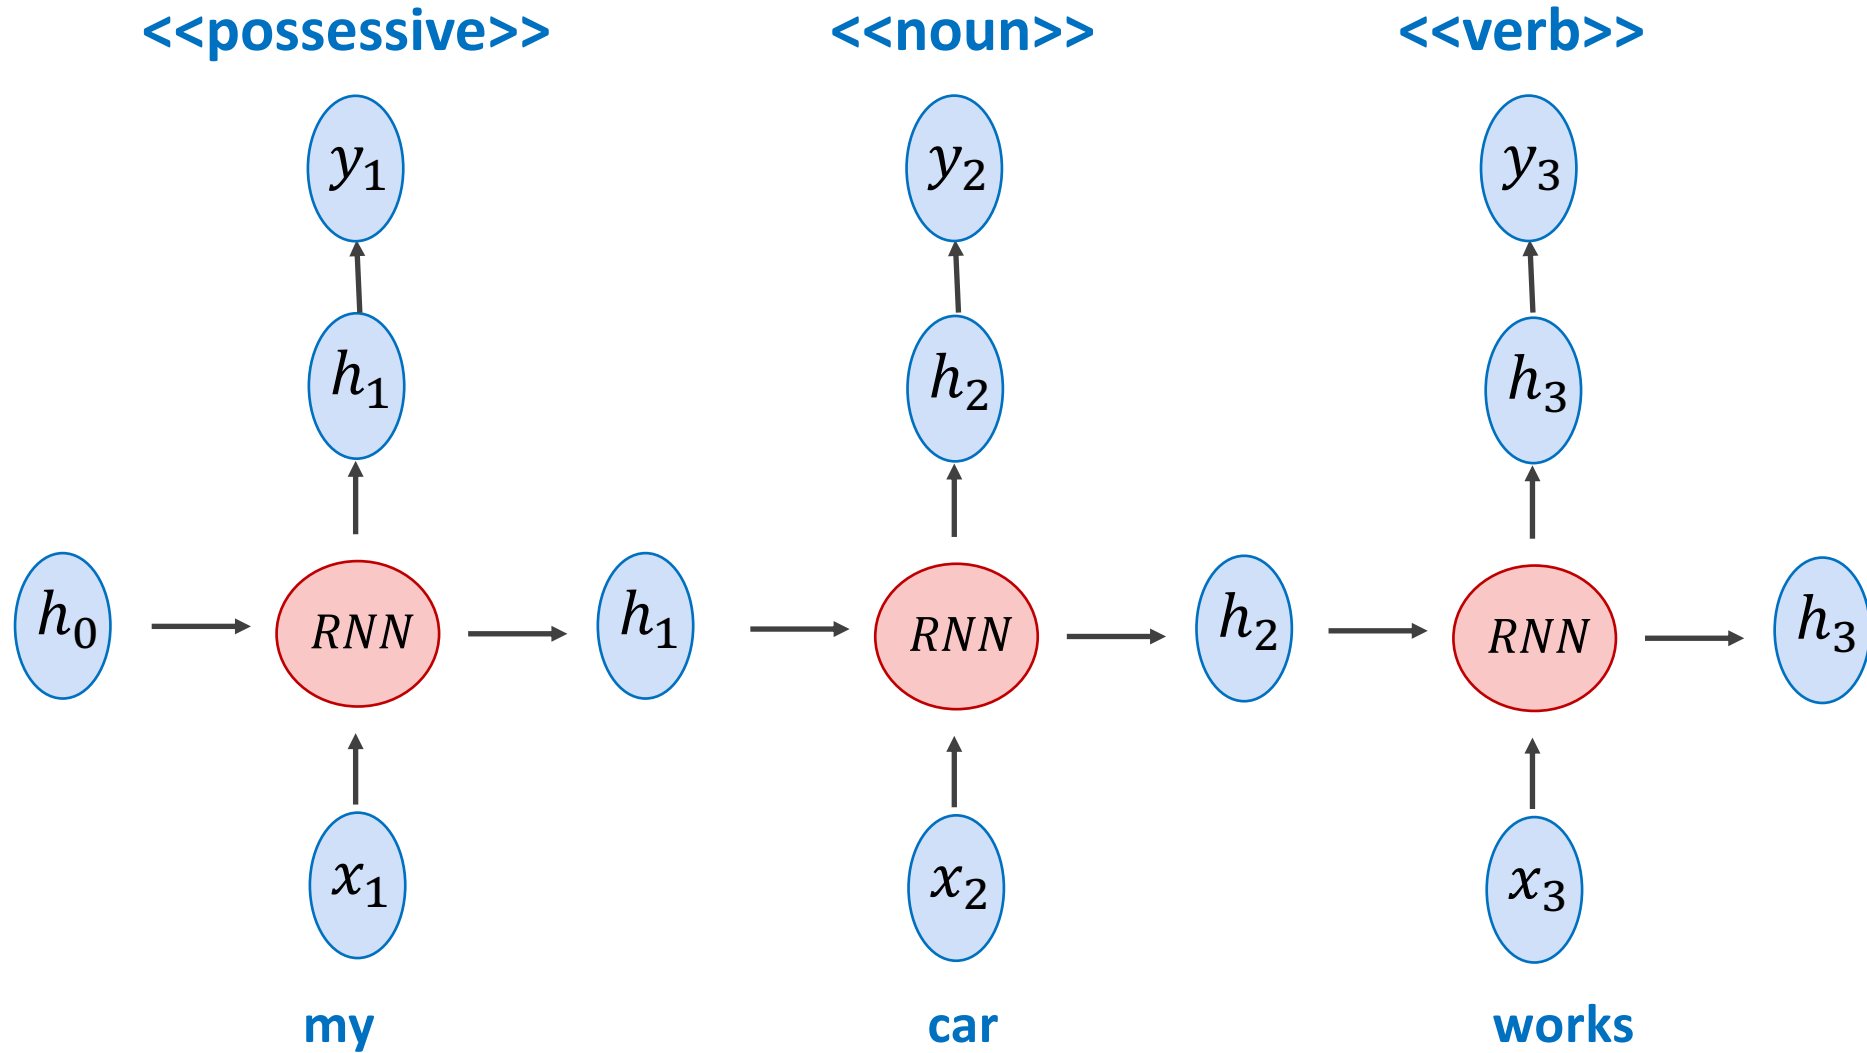 <<possessive>> <<noun>> <<verb>>
y₁ y₂ y₃
h₁ h₂ h₃
h₀ RNN h₁ RNN h₂ RNN h₃
x₁ x₂ x₃
my car works